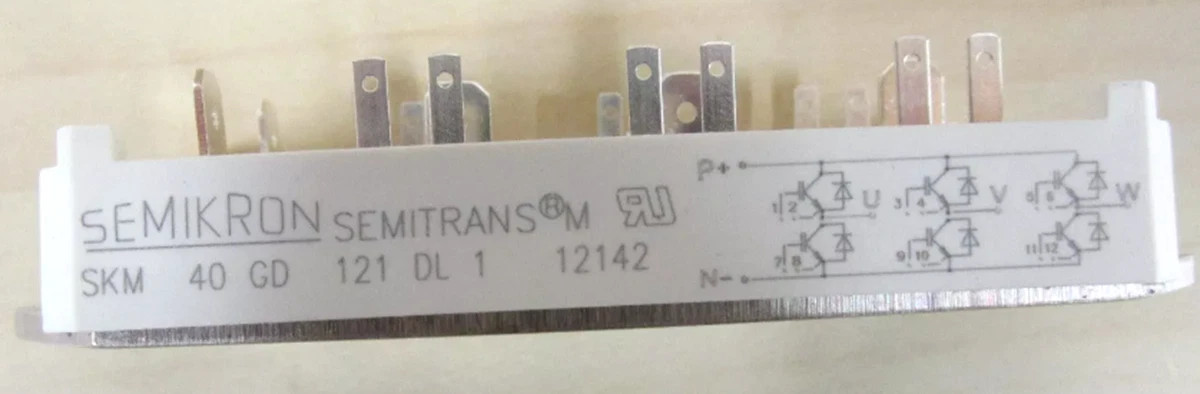 SEMIKRON SEMITRANS®M RU
SKM 40 GD 121 DL 1 12142
P+
1 2 U 3 4 V 5 6 W
7 8 9 10 11 12
N-